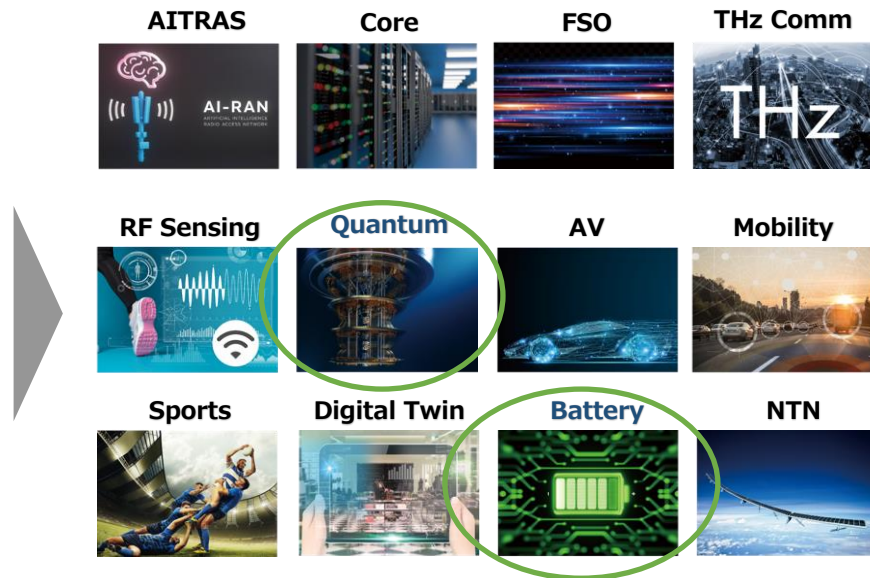 AITRAS
Core
FSO
THz Comm
AI-RAN
ARTIFICIAL INTELLIGENCE
RADIO ACCESS NETWORK
THz
RF Sensing
Quantum
AV
Mobility
Sports
Digital Twin
Battery
NTN